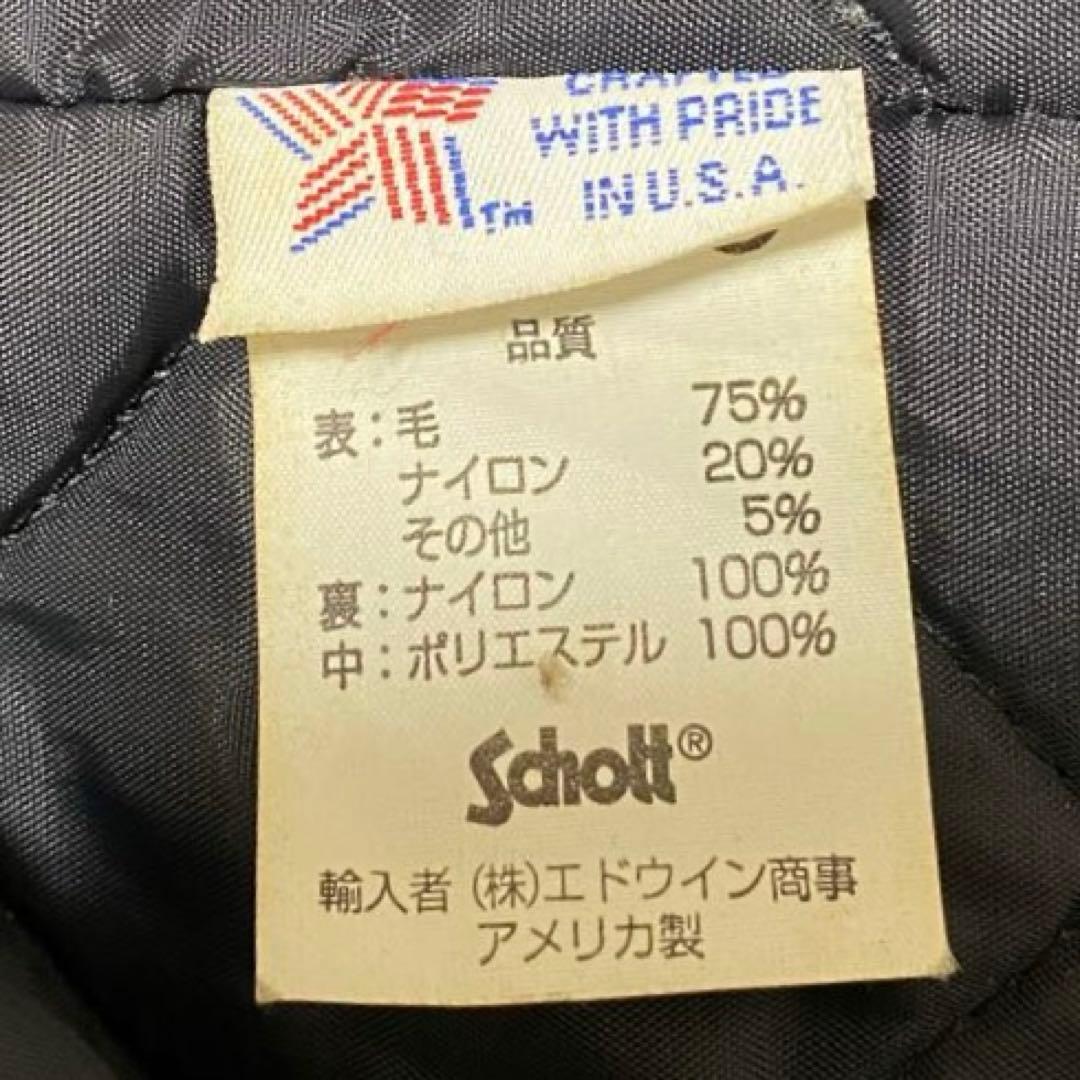 CRAFTED
WITH PRIDE
IN U.S.A.
TM
品質
表：毛 75%
ナイロン 20%
その他 5%
裏：ナイロン 100%
中：ポリエステル 100%
Schott®
輸入者 (株)エドウイン商事
アメリカ製